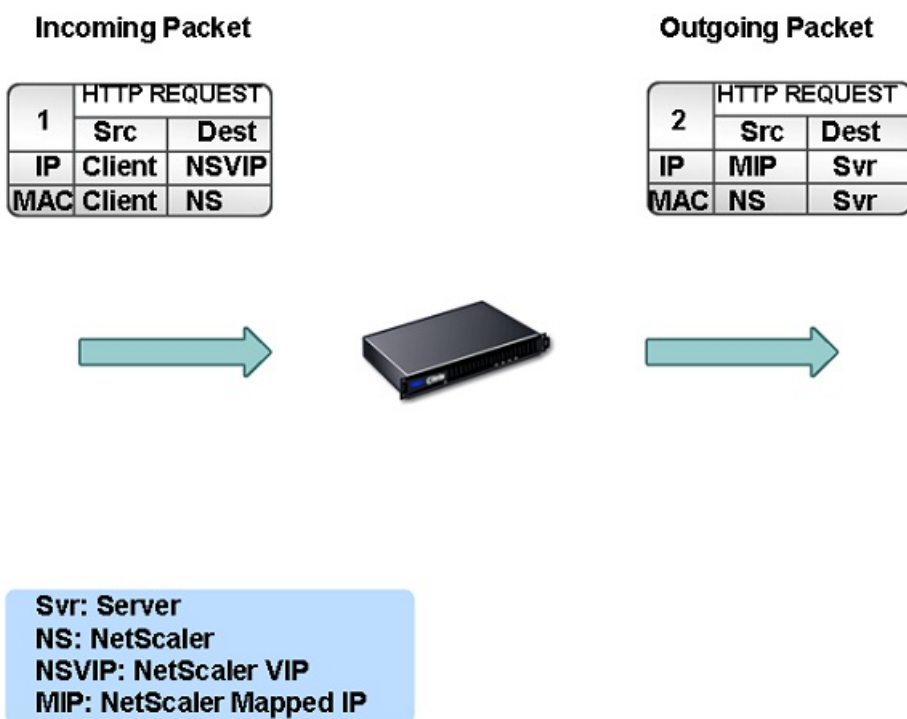 Incoming Packet
Outgoing Packet
1 HTTP REQUEST
Src Dest
IP Client NSVIP
MAC Client NS
2 HTTP REQUEST
Src Dest
IP MIP Svr
MAC NS Svr
Svr: Server
NS: NetScaler
NSVIP: NetScaler VIP
MIP: NetScaler Mapped IP